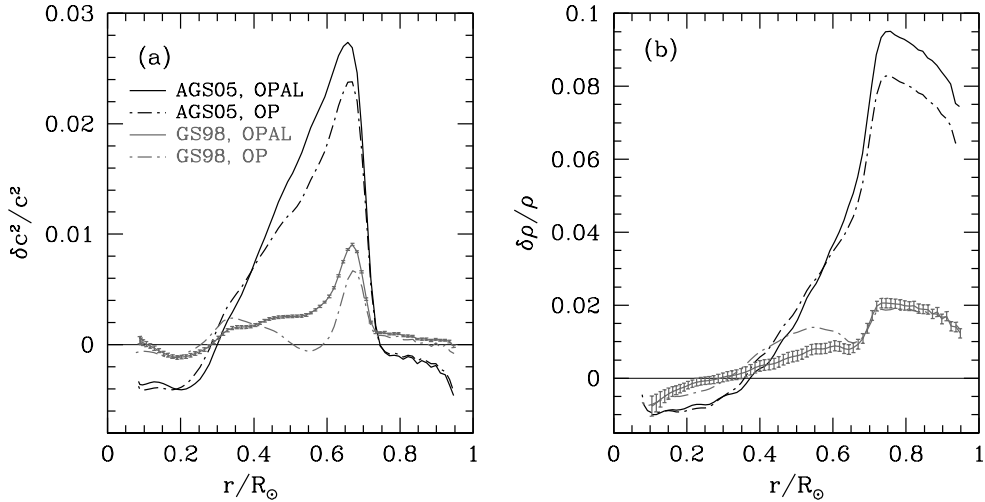 (a)
AGS05, OPAL
AGS05, OP
GS98, OPAL
GS98, OP
0.03
0.02
0.01
0
δc²/c²
0 0.2 0.4 0.6 0.8 1
r/R⊙
(b)
0.1
0.08
0.06
0.04
0.02
0
δρ/ρ
0 0.2 0.4 0.6 0.8 1
r/R⊙